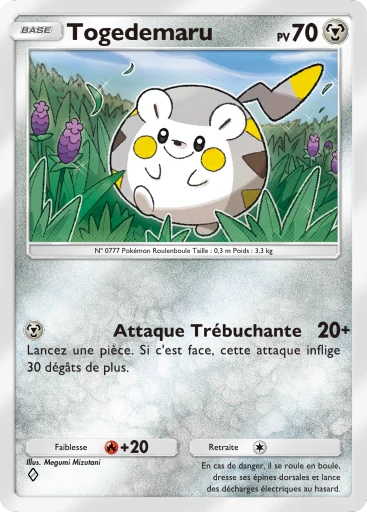 BASE Togedemaru PV 70
N° 0777 Pokémon Roulenboule Taille : 0,3 m Poids : 3,3 kg
Attaque Trébuchante 20+
Lancez une pièce. Si c'est face, cette attaque inflige
30 dégâts de plus.
Faiblesse +20 Retraite
Illus. Megumi Mizutani
En cas de danger, il se roule en boule,
dresse ses épines dorsales et lance
des décharges électriques au hasard.